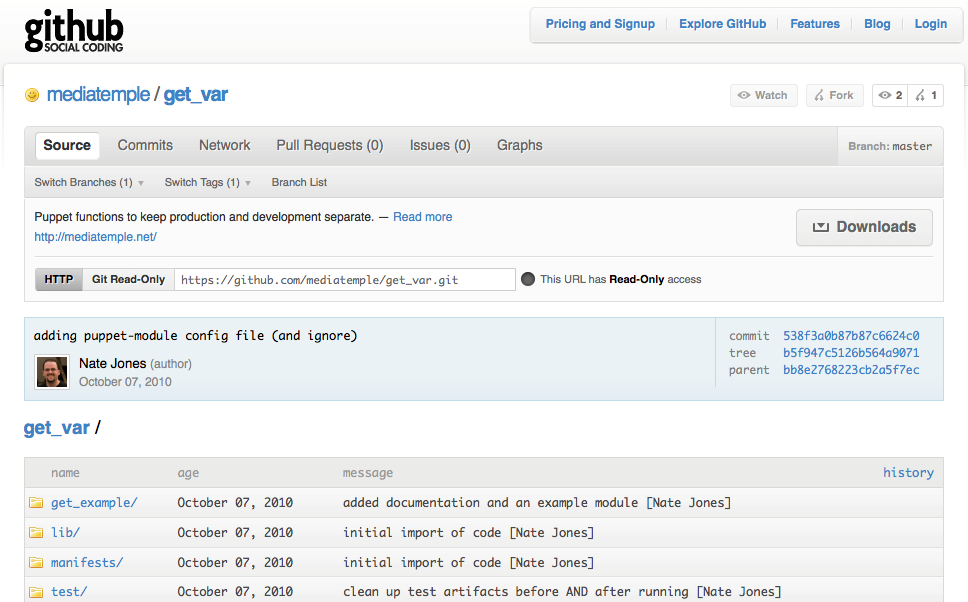 github
SOCIAL CODING
Pricing and Signup Explore GitHub Features Blog Login
mediatemple / get_var
Watch Fork 2 1
Source Commits Network Pull Requests (0) Issues (0) Graphs Branch: master
Switch Branches (1) Switch Tags (1) Branch List
Puppet functions to keep production and development separate. — Read more
http://mediatemple.net/
Downloads
HTTP Git Read-Only https://github.com/mediatemple/get_var.git This URL has Read-Only access
adding puppet-module config file (and ignore)
Nate Jones (author)
October 07, 2010
commit 538f3a0b87b87c6624c0
tree b5f947c5126b564a9071
parent bb8e2768223cb2a5f7ec
get_var /
name age message history
get_example/ October 07, 2010 added documentation and an example module [Nate Jones]
lib/ October 07, 2010 initial import of code [Nate Jones]
manifests/ October 07, 2010 initial import of code [Nate Jones]
test/ October 07, 2010 clean up test artifacts before AND after running [Nate Jones]